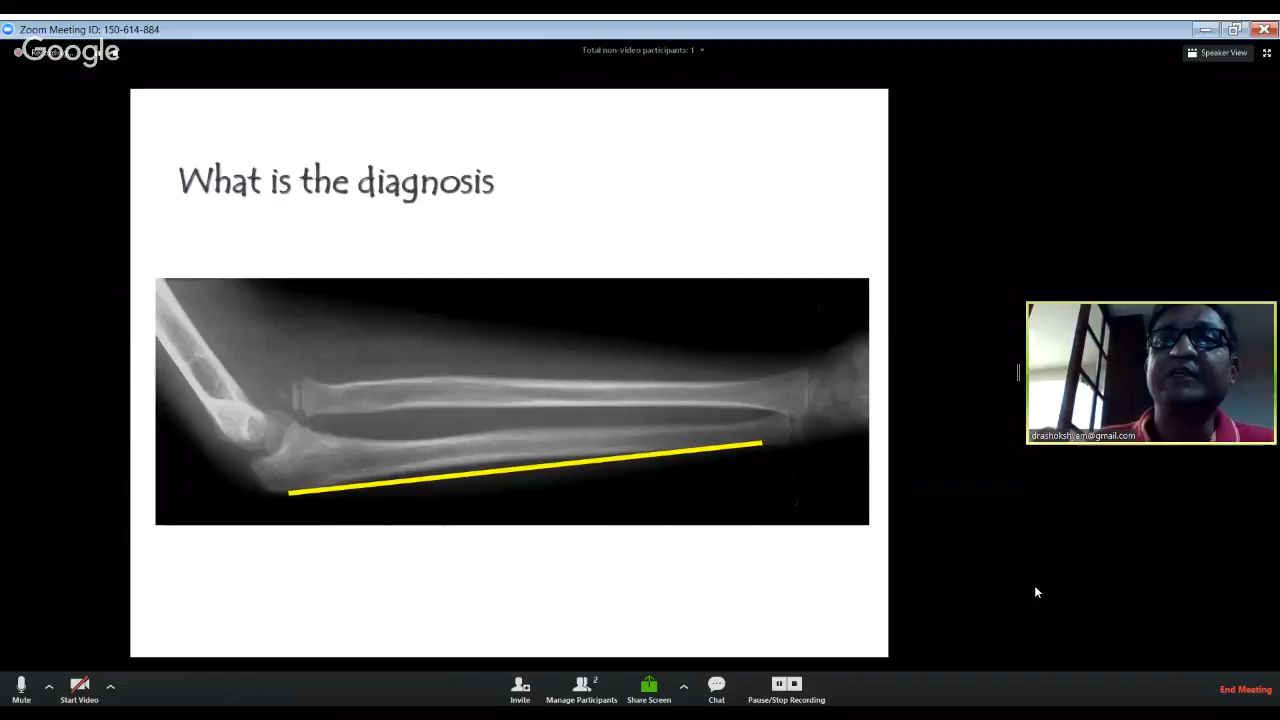 Zoom Meeting ID: 150-614-884
Google
Total non-video participants: 1
Speaker View
What is the diagnosis
drashokshyam@gmail.com
Mute
Start Video
Invite
2
Manage Participants
Share Screen
Chat
Pause/Stop Recording
End Meeting